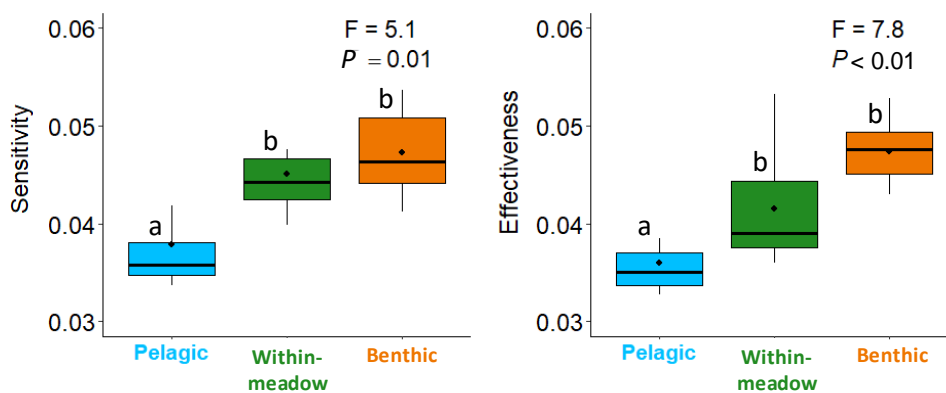 0.06
0.05
0.04
0.03
Sensitivity
F = 5.1
P = 0.01
a
b
b
Pelagic
Within-
meadow
Benthic
0.06
0.05
0.04
0.03
Effectiveness
F = 7.8
P < 0.01
a
b
b
Pelagic
Within-
meadow
Benthic